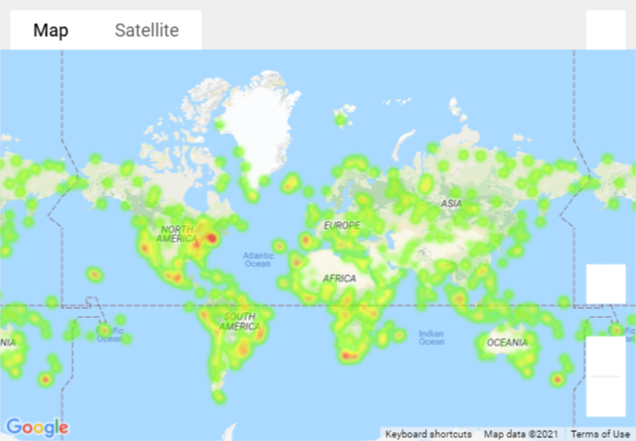 Map Satellite
NORTH
AMERICA
EUROPE
ASIA
Atlantic
Ocean
AFRICA
SOUTH
AMERICA
Pacific
Ocean
Indian
Ocean
OCEANIA
NIA
Google
Keyboard shortcuts Map data ©2021 Terms of Use